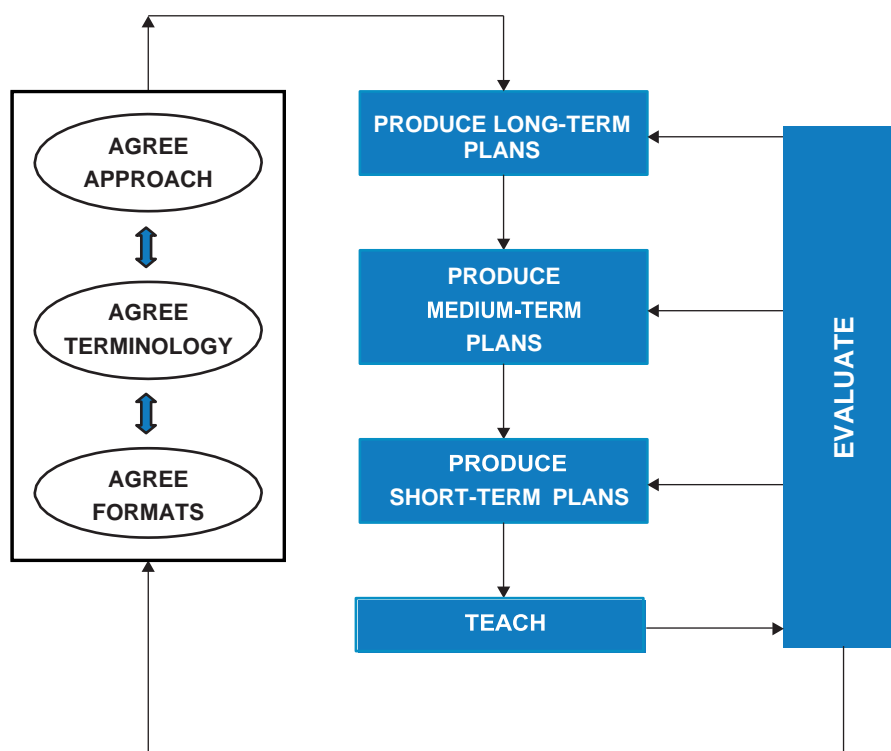 AGREE
APPROACH
AGREE
TERMINOLOGY
AGREE
FORMATS
PRODUCE LONG-TERM
PLANS
PRODUCE
MEDIUM-TERM
PLANS
PRODUCE
SHORT-TERM PLANS
TEACH
EVALUATE